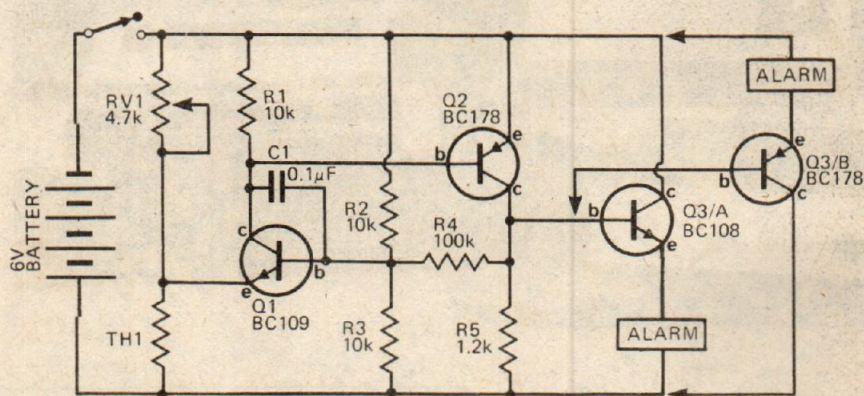 RV1
4.7k
R1
10k
C1
0.1µF
Q2
BC178
e
b
c
ALARM
e
b
c
Q3/B
BC178
R2
10k
R4
100k
b
c
e
Q3/A
BC108
6V
BATTERY
c
b
e
Q1
BC109
TH1
R3
10k
R5
1.2k
ALARM